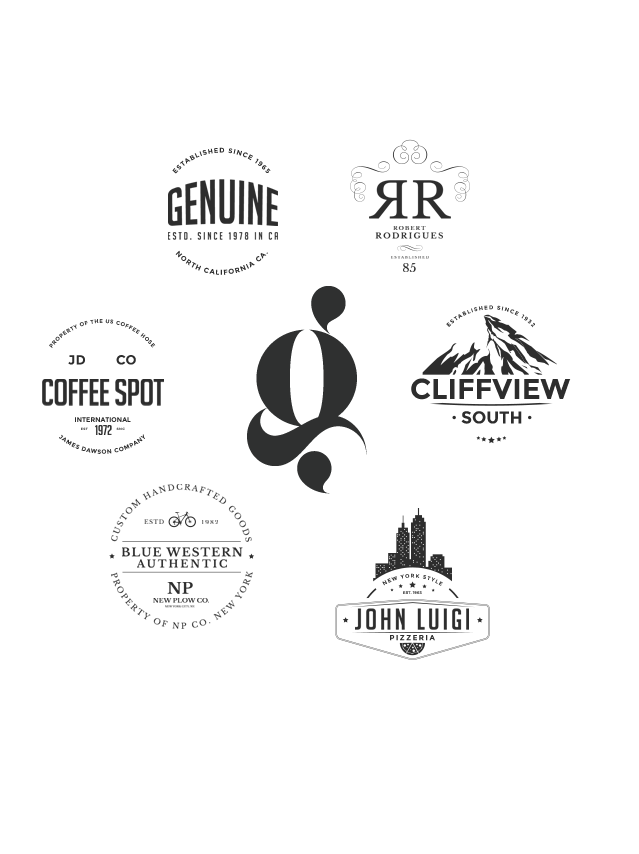 ESTABLISHED SINCE 1965
GENUINE
ESTD. SINCE 1978 IN CA
NORTH CALIFORNIA CA.
RR
ROBERT
RODRIGUES
ESTABLISHED
85
g
PROPERTY OF THE US COFFEE HOSE
JD CO
COFFEE SPOT
INTERNATIONAL
EST 1972
JAMES DAWSON COMPANY
ESTABLISHED SINCE 1932
CLIFFVIEW
· SOUTH ·
CUSTOM HANDCRAFTED GOODS
ESTD 1982
BLUE WESTERN
AUTHENTIC
NP
NEW PLOW CO.
PROPERTY OF NP CO. NEW YORK
NEW YORK STYLE
EST. 1963
JOHN LUIGI
PIZZERIA